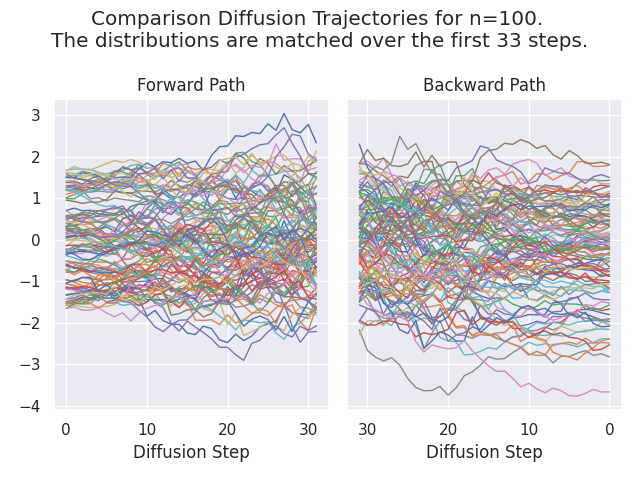 Comparison Diffusion Trajectories for n=100.
The distributions are matched over the first 33 steps.
Forward Path
Backward Path
3
2
1
0
−1
−2
−3
−4
0 10 20 30
30 20 10 0
Diffusion Step
Diffusion Step